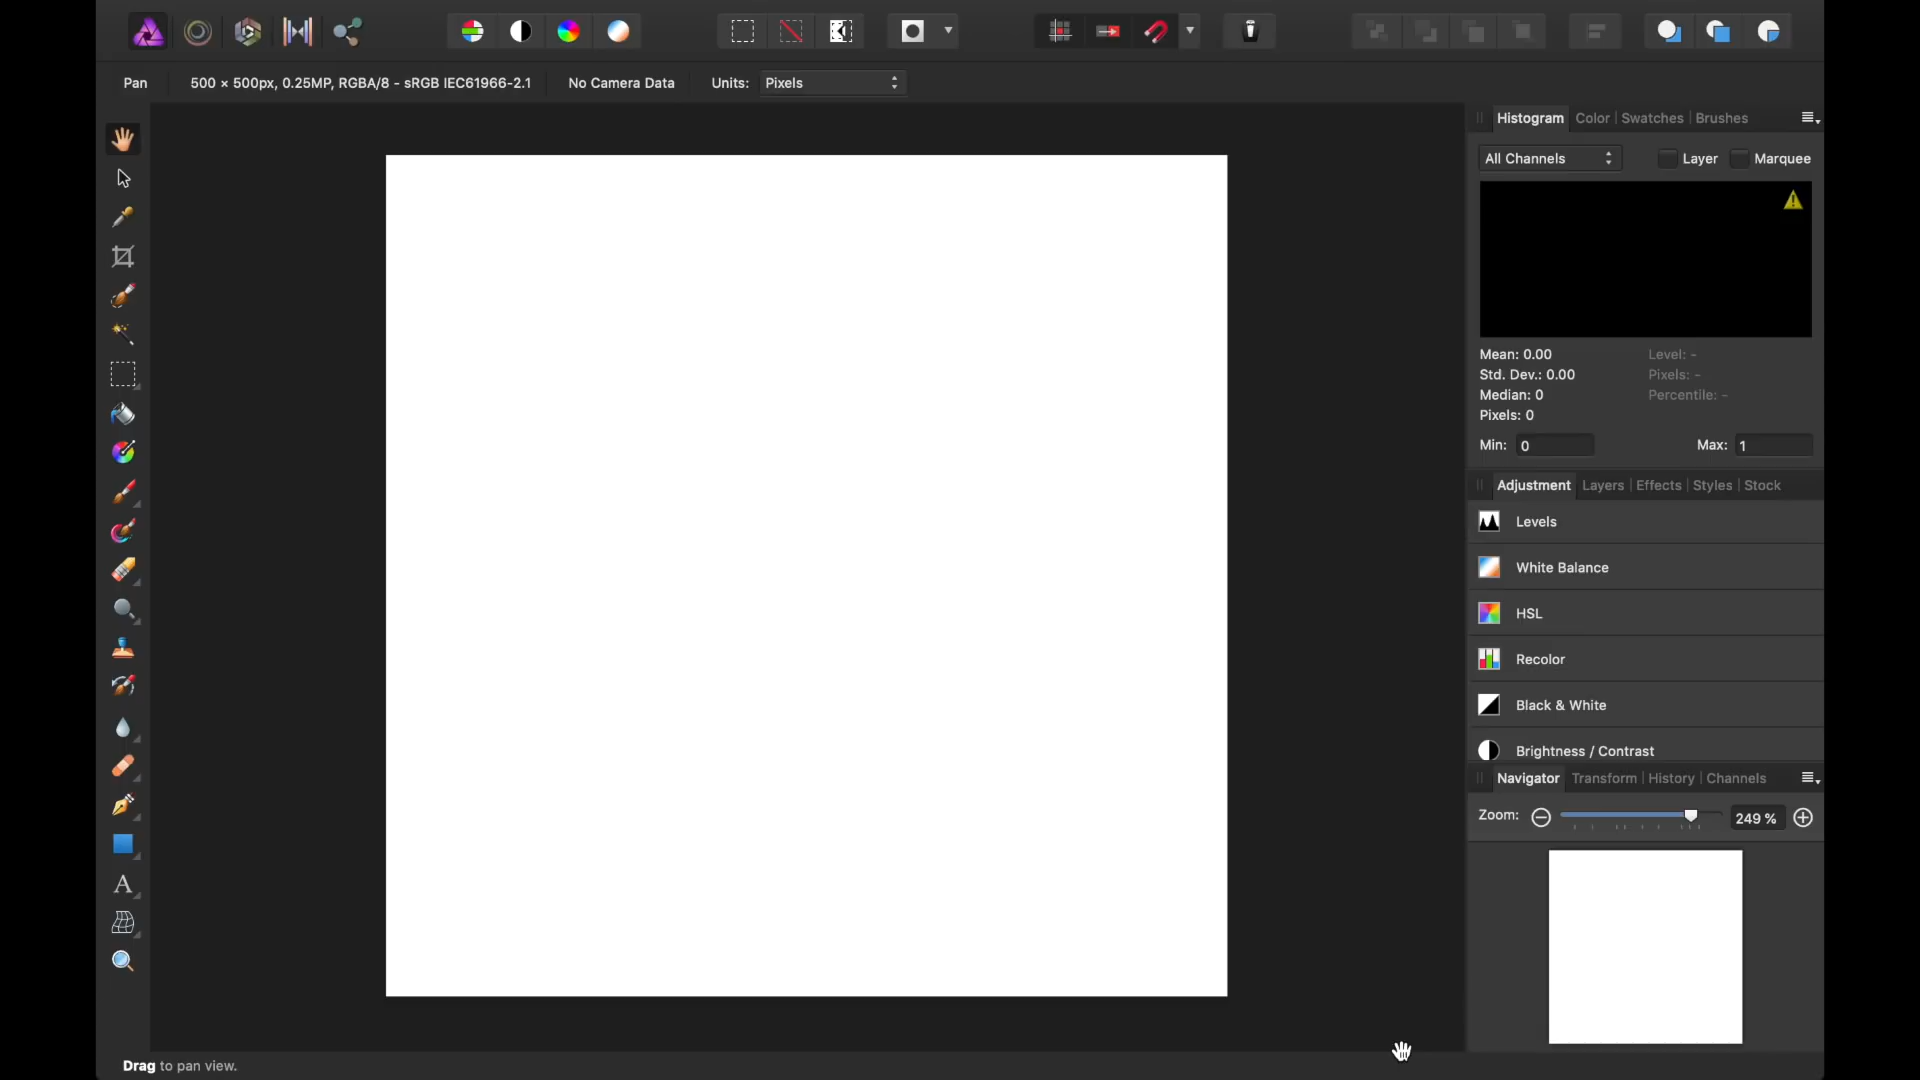 Pan 500 × 500px, 0.25MP, RGBA/8 - sRGB IEC61966-2.1 No Camera Data Units: Pixels
Histogram Color Swatches Brushes
All Channels Layer Marquee
Mean: 0.00 Level: -
Std. Dev.: 0.00 Pixels: -
Median: 0 Percentile: -
Pixels: 0
Min: 0 Max: 1
Adjustment Layers Effects Styles Stock
Levels
White Balance
HSL
Recolor
Black & White
Brightness / Contrast
Navigator Transform History Channels
Zoom: 249 %
Drag to pan view.